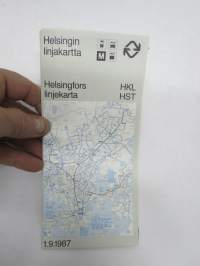 Helsingin
linjakartta
M
Helsingfors
linjekarta
HKL
HST
1.9.1987